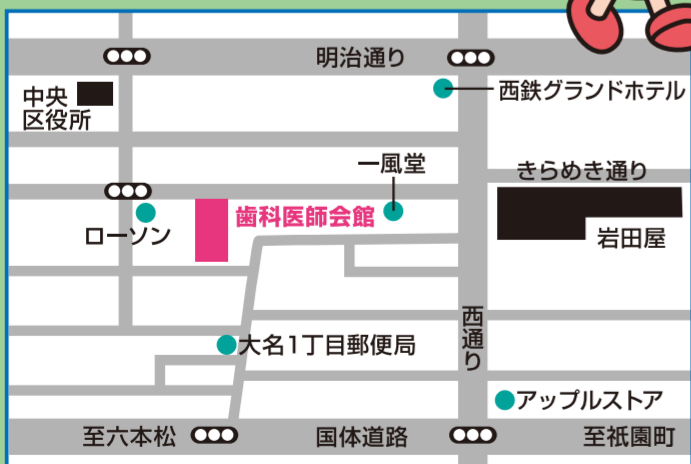 明治通り
中央
区役所
西鉄グランドホテル
一風堂
きらめき通り
歯科医師会館
ローソン
岩田屋
西通り
大名1丁目郵便局
アップルストア
至六本松
国体道路
至祇園町